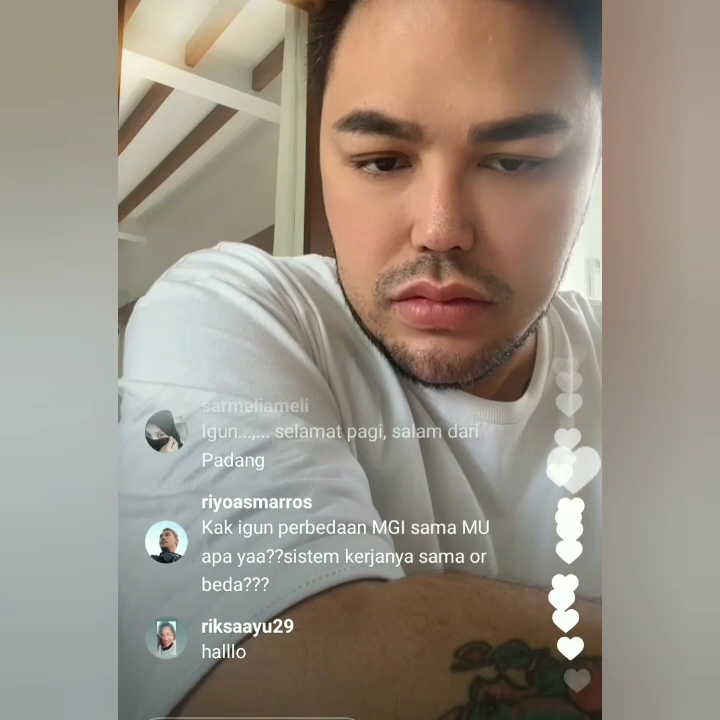 sarmeliameli
Igun...,... selamat pagi, salam dari
Padang
riyoasmarros
Kak igun perbedaan MGI sama MU
apa yaa??sistem kerjanya sama or
beda???
riksaayu29
halllo